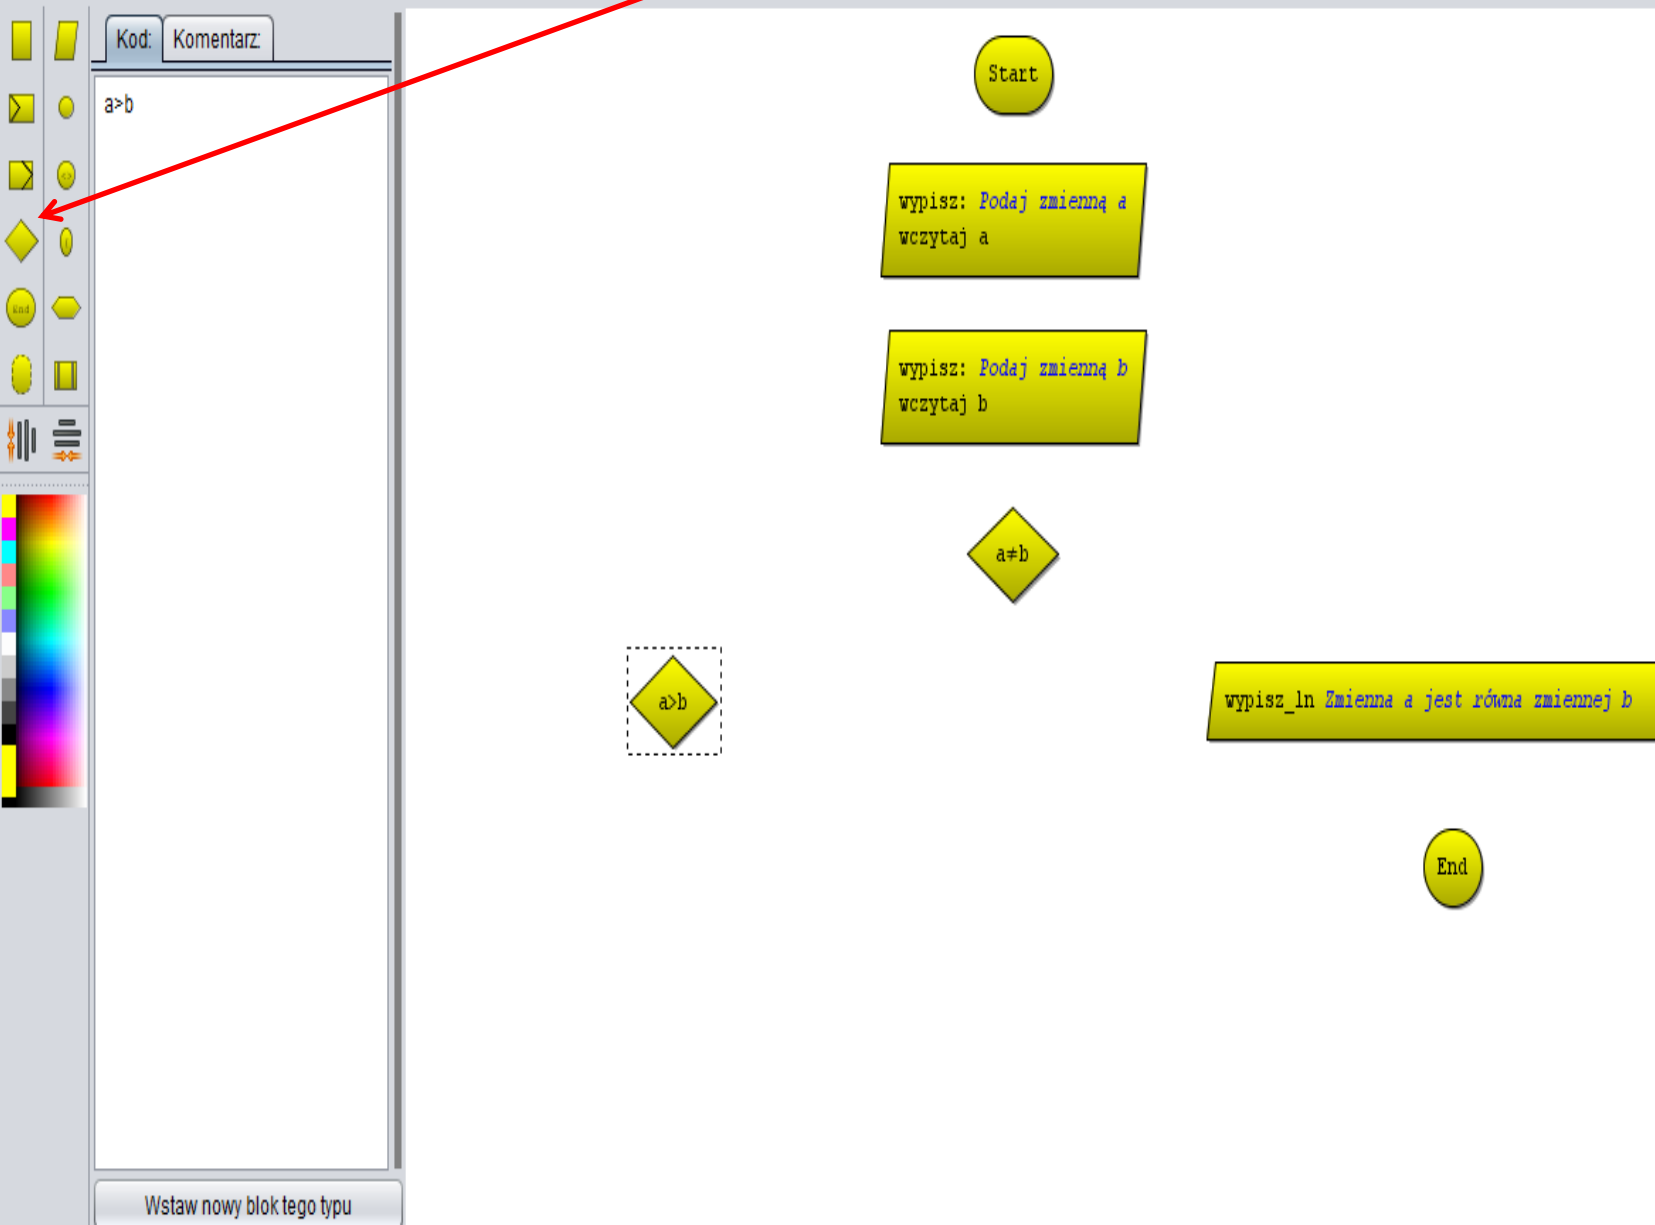 Kod: Komentarz:
a>b
End
Wstaw nowy blok tego typu
Start
wypisz: Podaj zmienną a
wczytaj a
wypisz: Podaj zmienną b
wczytaj b
a≠b
a>b
wypisz_ln Zmienna a jest równa zmiennej b
End